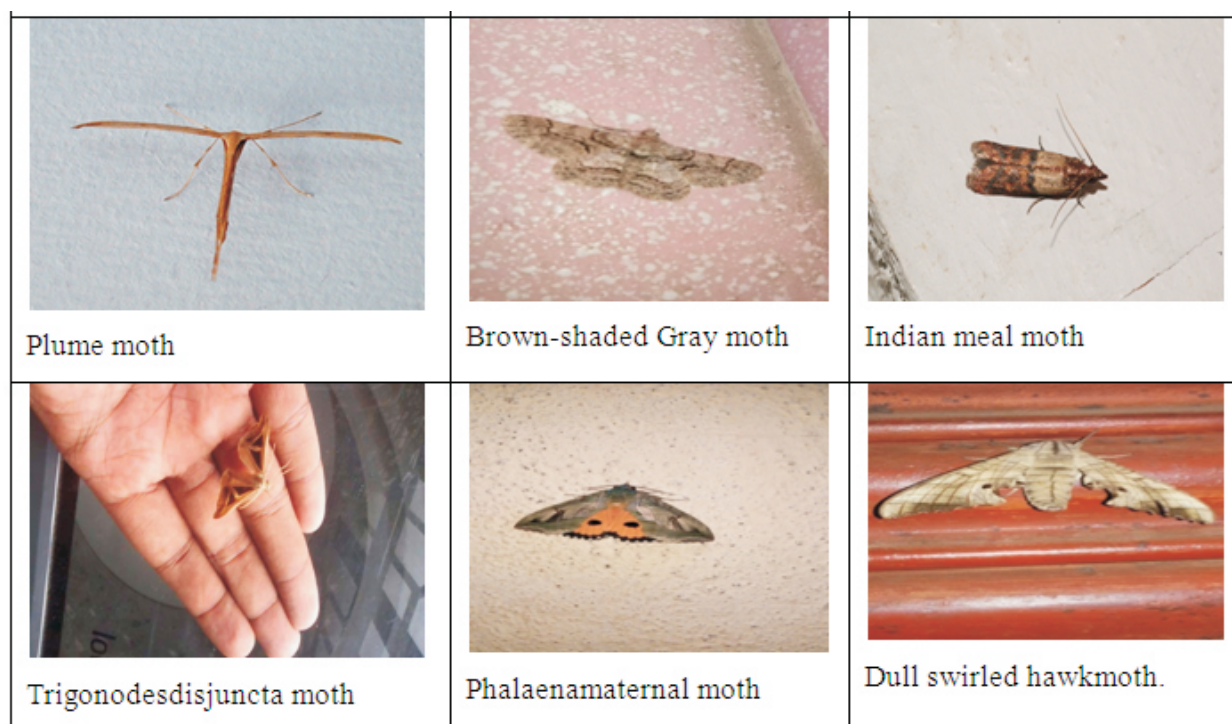 Plume moth
Brown-shaded Gray moth
Indian meal moth
Trigonodesdisjuncta moth
Phalaenamaternal moth
Dull swirled hawkmoth.